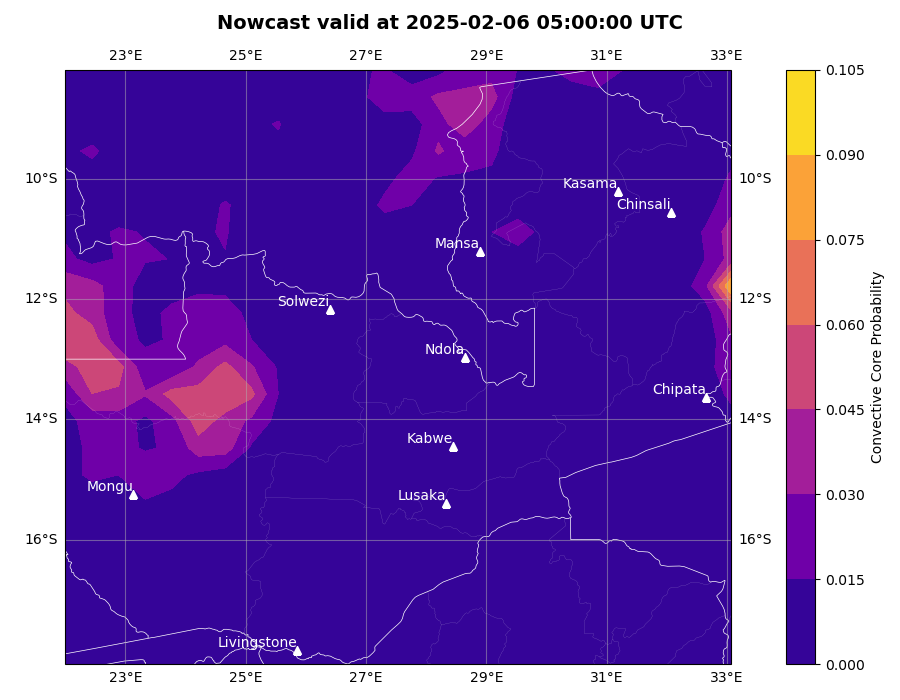 Nowcast valid at 2025-02-06 05:00:00 UTC
23°E 25°E 27°E 29°E 31°E 33°E
0.105
0.090
10°S 10°S
Kasama
Chinsali
0.075
Mansa
12°S 12°S
Solwezi
0.060
Ndola
Chipata
0.045
14°S 14°S
Kabwe
Mongu
Lusaka
0.030
16°S 16°S
0.015
Livingstone
0.000
23°E 25°E 27°E 29°E 31°E 33°E
Convective Core Probability